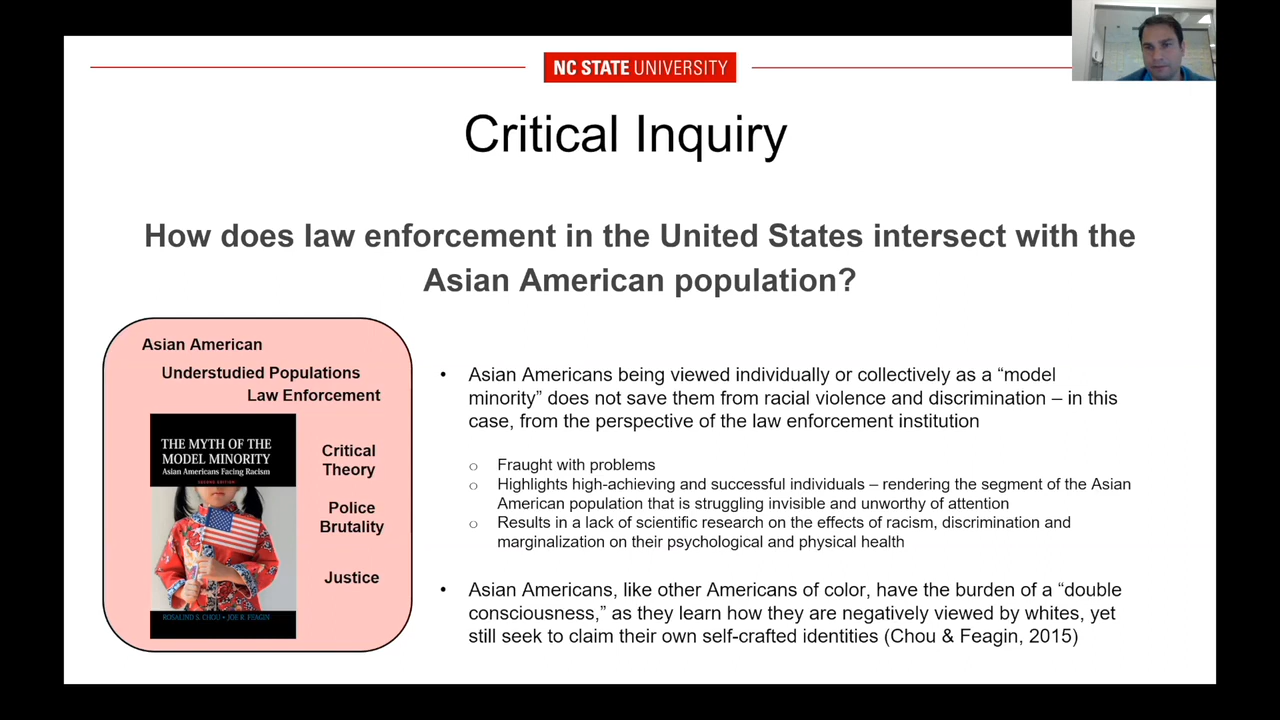 NC STATE UNIVERSITY
Critical Inquiry
How does law enforcement in the United States intersect with the
Asian American population?
Asian American
Understudied Populations
Law Enforcement
THE MYTH OF THE
MODEL MINORITY
Asian Americans Facing Racism
SECOND EDITION
ROSALIND S. CHOU • JOE R. FEAGIN
Critical
Theory
Police
Brutality
Justice
• Asian Americans being viewed individually or collectively as a “model
minority” does not save them from racial violence and discrimination – in this
case, from the perspective of the law enforcement institution
○ Fraught with problems
○ Highlights high-achieving and successful individuals – rendering the segment of the Asian
American population that is struggling invisible and unworthy of attention
○ Results in a lack of scientific research on the effects of racism, discrimination and
marginalization on their psychological and physical health
• Asian Americans, like other Americans of color, have the burden of a “double
consciousness,” as they learn how they are negatively viewed by whites, yet
still seek to claim their own self-crafted identities (Chou & Feagin, 2015)